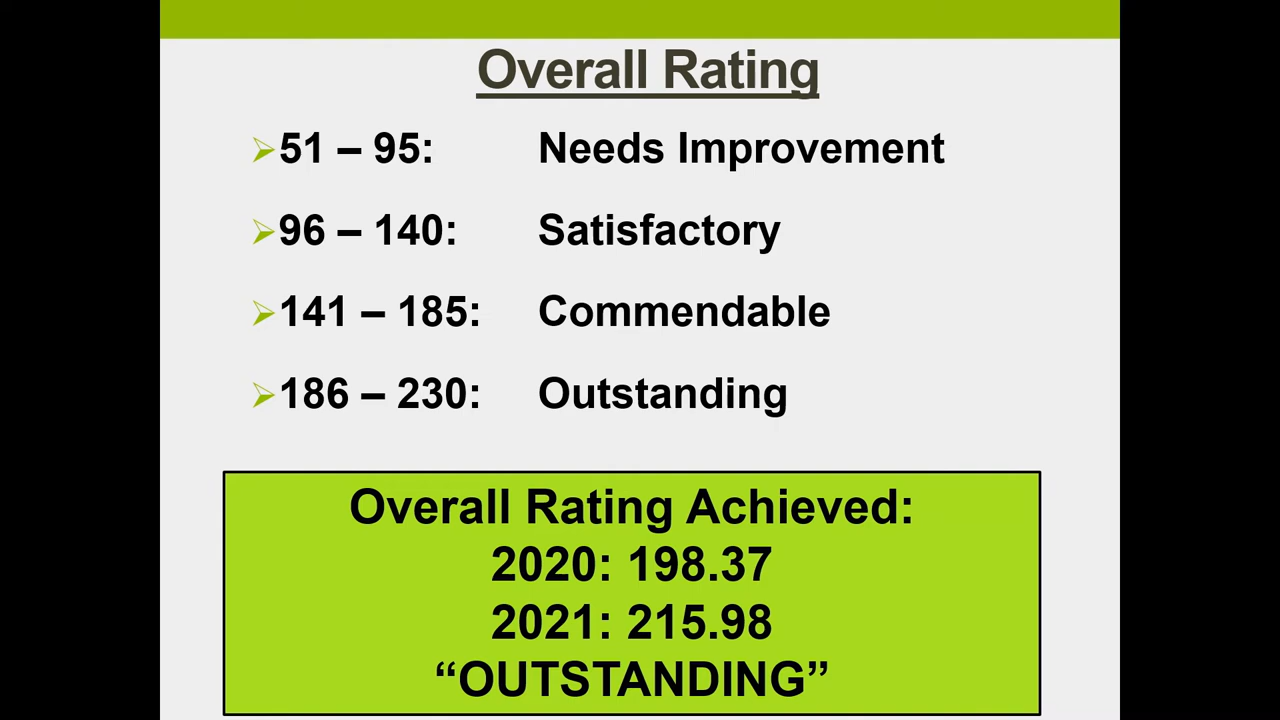 Overall Rating
51 – 95: Needs Improvement
96 – 140: Satisfactory
141 – 185: Commendable
186 – 230: Outstanding
Overall Rating Achieved:
2020: 198.37
2021: 215.98
“OUTSTANDING”